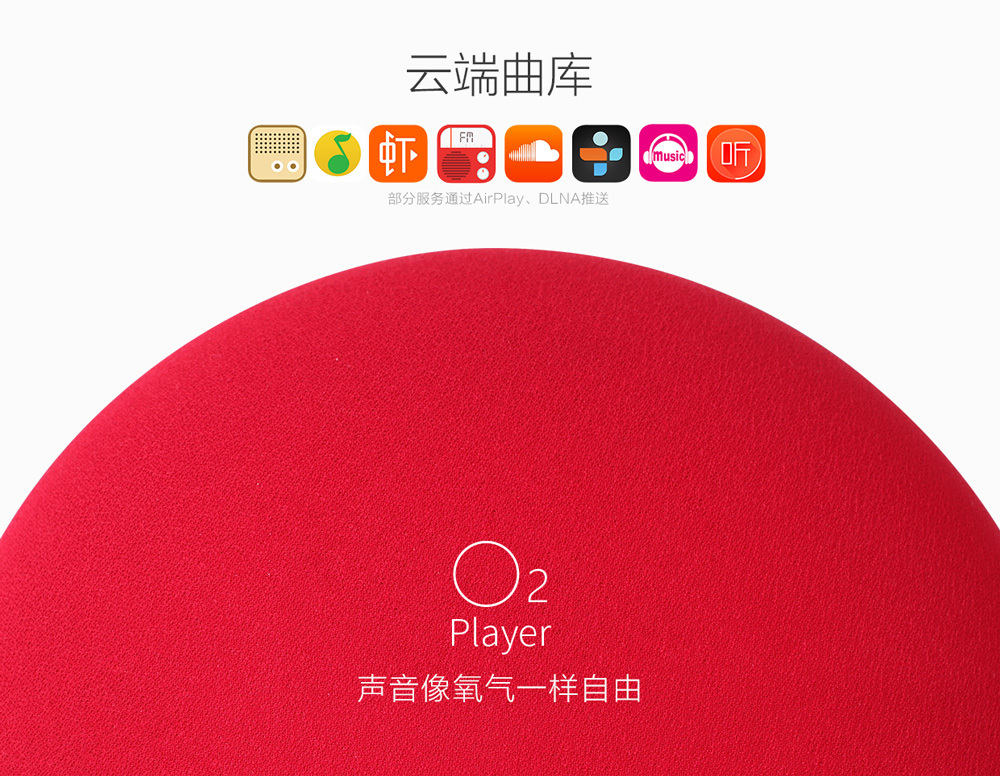 云端曲库
虾
FM
music
听
部分服务通过AirPlay、DLNA推送
O2
Player
声音像氧气一样自由